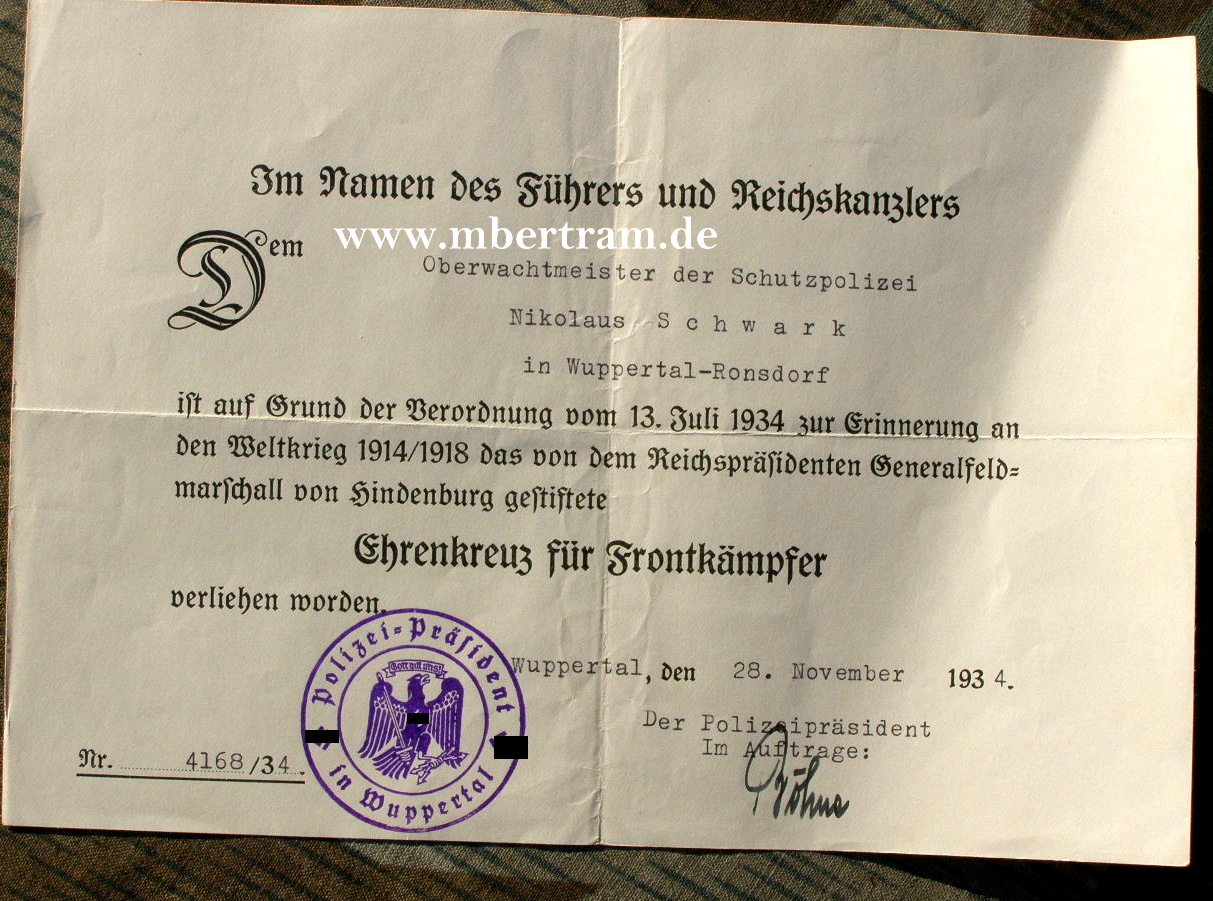 Im Namen des Führers und Reichskanzlers
www.mbertram.de
Dem
Oberwachtmeister der Schutzpolizei
Nikolaus Schwark
in Wuppertal-Ronsdorf
ist auf Grund der Verordnung vom 13. Juli 1934 zur Erinnerung an
den Weltkrieg 1914/1918 das von dem Reichspräsidenten Generalfeld=
marschall von Hindenburg gestiftete
Ehrenkreuz für Frontkämpfer
verliehen worden.
Polizei=Präsident
Gott mit uns
in Wuppertal
Wuppertal, den 28. November 1934.
Der Polizeipräsident
Im Auftrage:
Nr. 4168/34.